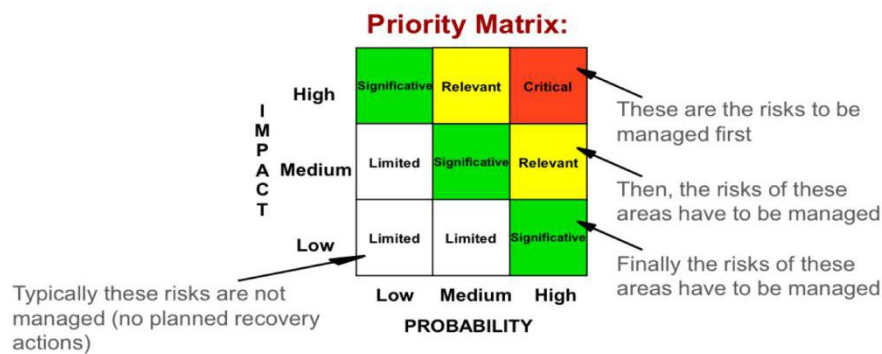 Priority Matrix:
High
Significative
Relevant
Critical
These are the risks to be
managed first
IMPACT
Medium
Limited
Significative
Relevant
Then, the risks of these
areas have to be managed
Low
Limited
Limited
Significative
Finally the risks of these
areas have to be managed
Typically these risks are not
managed (no planned recovery
actions)
Low Medium High
PROBABILITY